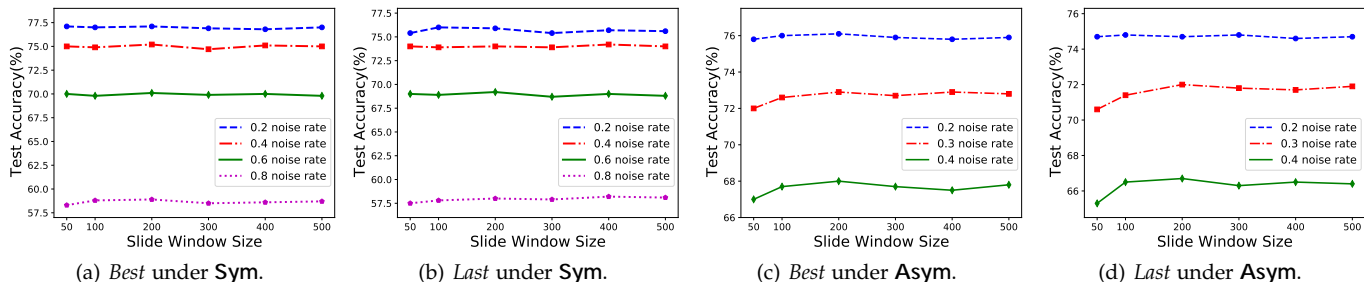 Test Accuracy(%)
77.5
75.0
72.5
70.0
67.5
65.0
62.5
60.0
57.5
0.2 noise rate
0.4 noise rate
0.6 noise rate
0.8 noise rate
50 100 200 300 400 500
Slide Window Size
(a) Best under Sym.
Test Accuracy(%)
77.5
75.0
72.5
70.0
67.5
65.0
62.5
60.0
57.5
0.2 noise rate
0.4 noise rate
0.6 noise rate
0.8 noise rate
50 100 200 300 400 500
Slide Window Size
(b) Last under Sym.
Test Accuracy(%)
76
74
72
70
68
66
0.2 noise rate
0.3 noise rate
0.4 noise rate
50 100 200 300 400 500
Slide Window Size
(c) Best under Asym.
Test Accuracy(%)
76
74
72
70
68
66
0.2 noise rate
0.3 noise rate
0.4 noise rate
50 100 200 300 400 500
Slide Window Size
(d) Last under Asym.